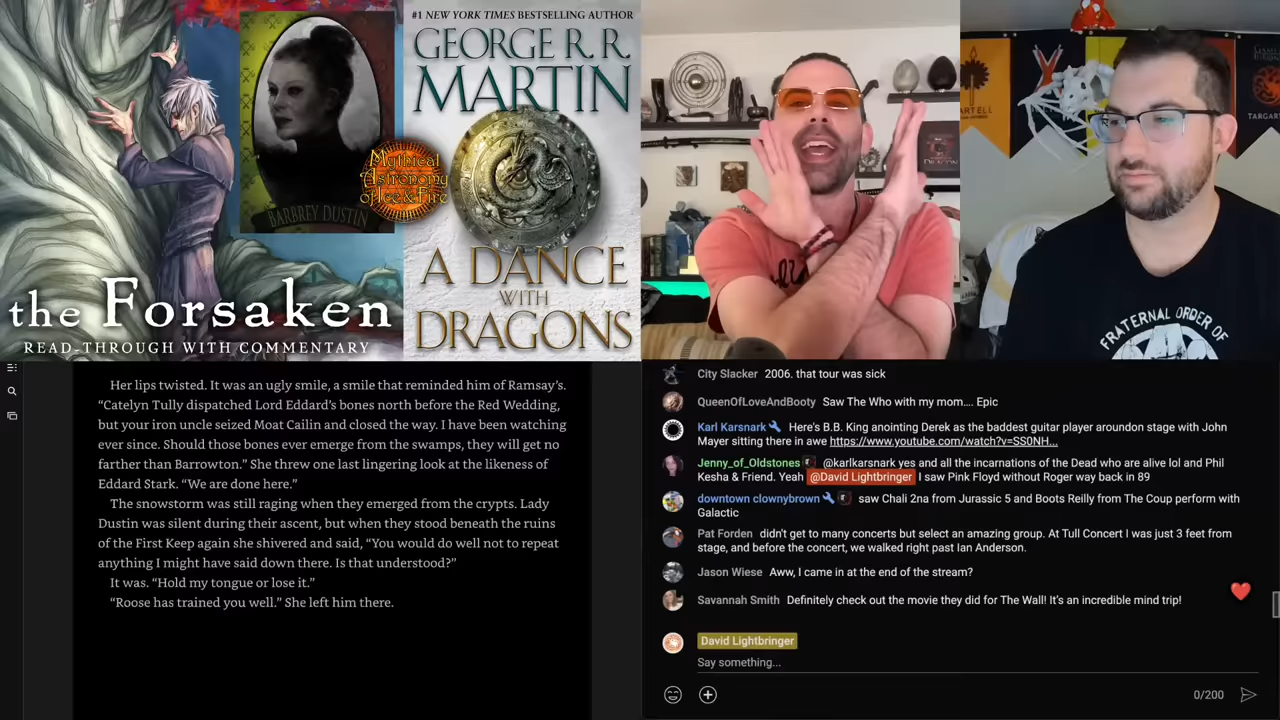 the Forsaken
READ-THROUGH WITH COMMENTARY
BARBREY DUSTIN
Mythical
Astronomy
of Ice & Fire
#1 NEW YORK TIMES BESTSELLING AUTHOR
GEORGE R. R.
MARTIN
A DANCE
WITH
DRAGONS
DRAGON
FRATERNAL ORDER OF
Her lips twisted. It was an ugly smile, a smile that reminded him of Ramsay’s.
“Catelyn Tully dispatched Lord Eddard’s bones north before the Red Wedding,
but your iron uncle seized Moat Cailin and closed the way. I have been watching
ever since. Should those bones ever emerge from the swamps, they will get no
farther than Barrowton.” She threw one last lingering look at the likeness of
Eddard Stark. “We are done here.”
The snowstorm was still raging when they emerged from the crypts. Lady
Dustin was silent during their ascent, but when they stood beneath the ruins
of the First Keep again she shivered and said, “You would do well not to repeat
anything I might have said down there. Is that understood?”
It was. “Hold my tongue or lose it.”
“Roose has trained you well.” She left him there.
City Slacker 2006. that tour was sick
QueenOfLoveAndBooty Saw The Who with my mom.... Epic
Karl Karsnark Here's B.B. King anointing Derek as the baddest guitar player aroundon stage with John
Mayer sitting there in awe https://www.youtube.com/watch?v=SS0NH...
Jenny_of_Oldstones @karlkarsnark yes and all the incarnations of the Dead who are alive lol and Phil
Kesha & Friend. Yeah @David Lightbringer I saw Pink Floyd without Roger way back in 89
downtown clownybrown saw Chali 2na from Jurassic 5 and Boots Reilly from The Coup perform with
Galactic
Pat Forden didn't get to many concerts but select an amazing group. At Tull Concert I was just 3 feet from
stage, and before the concert, we walked right past Ian Anderson.
Jason Wiese Aww, I came in at the end of the stream?
Savannah Smith Definitely check out the movie they did for The Wall! It's an incredible mind trip!
David Lightbringer
Say something...
0/200